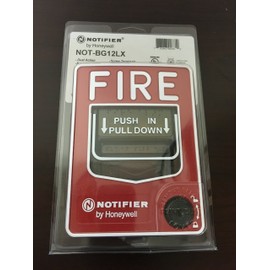 NOTIFIER®
by Honeywell
NOT-BG12LX
FIRE
PUSH IN
PULL DOWN
NOTIFIER
by Honeywell